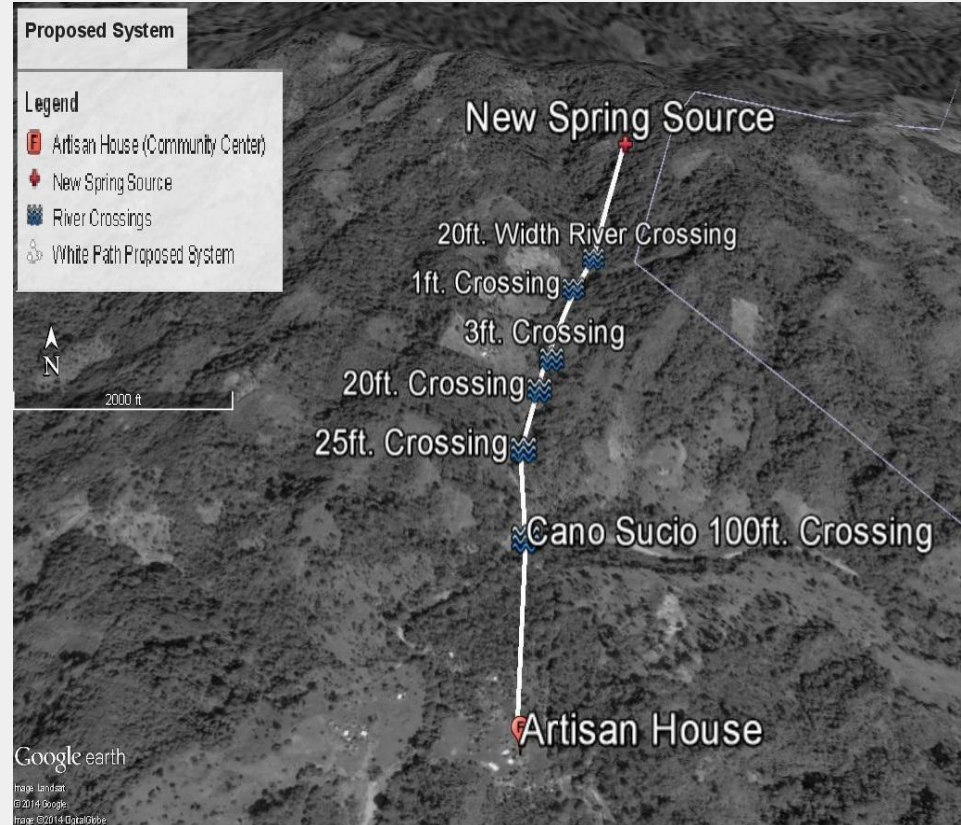 Proposed System
Legend
F
Artisan House (Community Center)
New Spring Source
River Crossings
White Path Proposed System
N
2000 ft
New Spring Source
20ft. Width River Crossing
1ft. Crossing
3ft. Crossing
20ft. Crossing
25ft. Crossing
Cano Sucio 100ft. Crossing
Artisan House
Google earth
Image Landsat
© 2014 Google
Image © 2014 DigitalGlobe